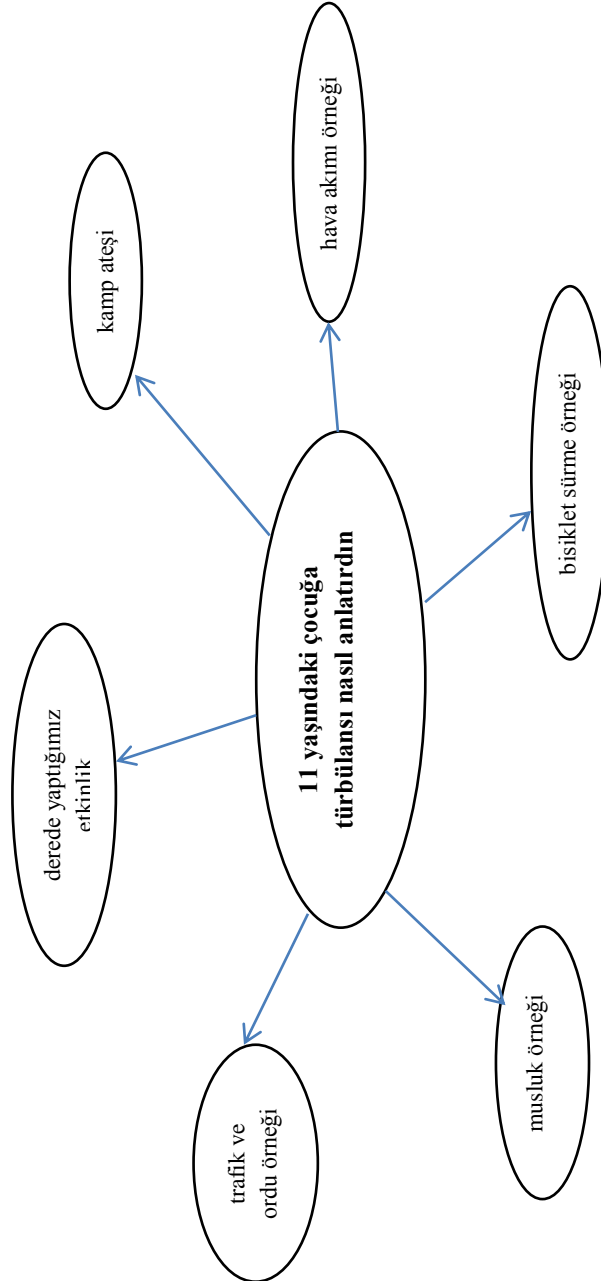 11 yaşındaki çocuğa
türbülansı nasıl anlatırdın
derede yaptığımız
etkinlik
kamp ateşi
hava akımı örneği
bisiklet sürme örneği
musluk örneği
trafik ve
ordu örneği